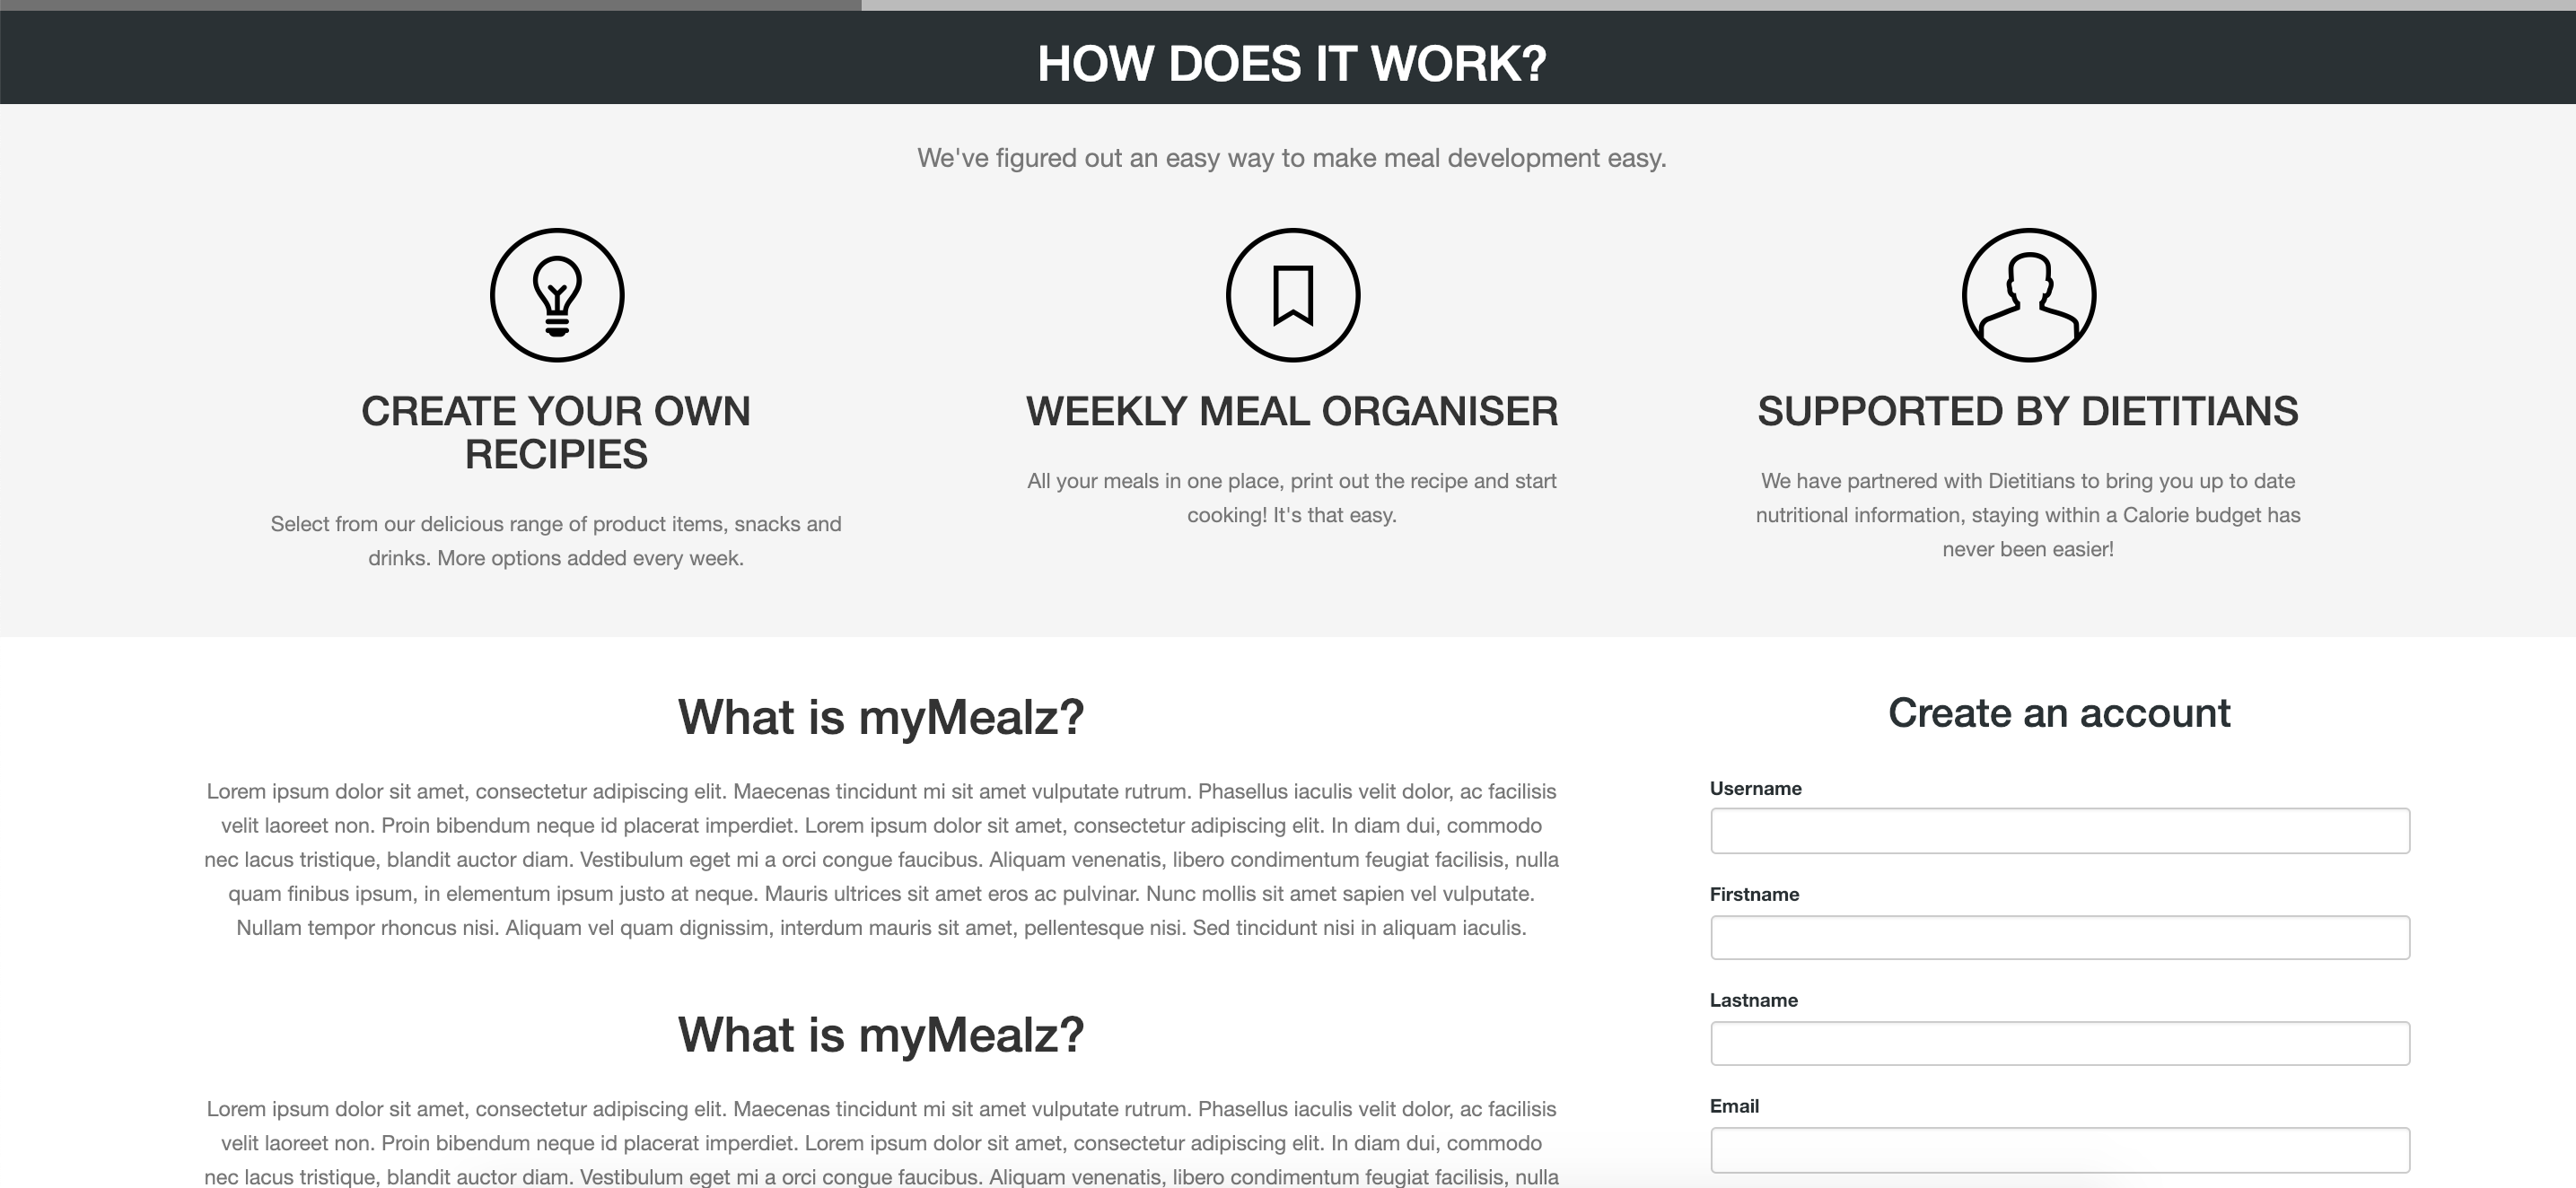 HOW DOES IT WORK?
We've figured out an easy way to make meal development easy.
CREATE YOUR OWN
RECIPIES
Select from our delicious range of product items, snacks and
drinks. More options added every week.
WEEKLY MEAL ORGANISER
All your meals in one place, print out the recipe and start
cooking! It's that easy.
SUPPORTED BY DIETITIANS
We have partnered with Dietitians to bring you up to date
nutritional information, staying within a Calorie budget has
never been easier!
What is myMealz?
Lorem ipsum dolor sit amet, consectetur adipiscing elit. Maecenas tincidunt mi sit amet vulputate rutrum. Phasellus iaculis velit dolor, ac facilisis
velit laoreet non. Proin bibendum neque id placerat imperdiet. Lorem ipsum dolor sit amet, consectetur adipiscing elit. In diam dui, commodo
nec lacus tristique, blandit auctor diam. Vestibulum eget mi a orci congue faucibus. Aliquam venenatis, libero condimentum feugiat facilisis, nulla
quam finibus ipsum, in elementum ipsum justo at neque. Mauris ultrices sit amet eros ac pulvinar. Nunc mollis sit amet sapien vel vulputate.
Nullam tempor rhoncus nisi. Aliquam vel quam dignissim, interdum mauris sit amet, pellentesque nisi. Sed tincidunt nisi in aliquam iaculis.
What is myMealz?
Lorem ipsum dolor sit amet, consectetur adipiscing elit. Maecenas tincidunt mi sit amet vulputate rutrum. Phasellus iaculis velit dolor, ac facilisis
velit laoreet non. Proin bibendum neque id placerat imperdiet. Lorem ipsum dolor sit amet, consectetur adipiscing elit. In diam dui, commodo
nec lacus tristique, blandit auctor diam. Vestibulum eget mi a orci congue faucibus. Aliquam venenatis, libero condimentum feugiat facilisis, nulla
Create an account
Username
Firstname
Lastname
Email